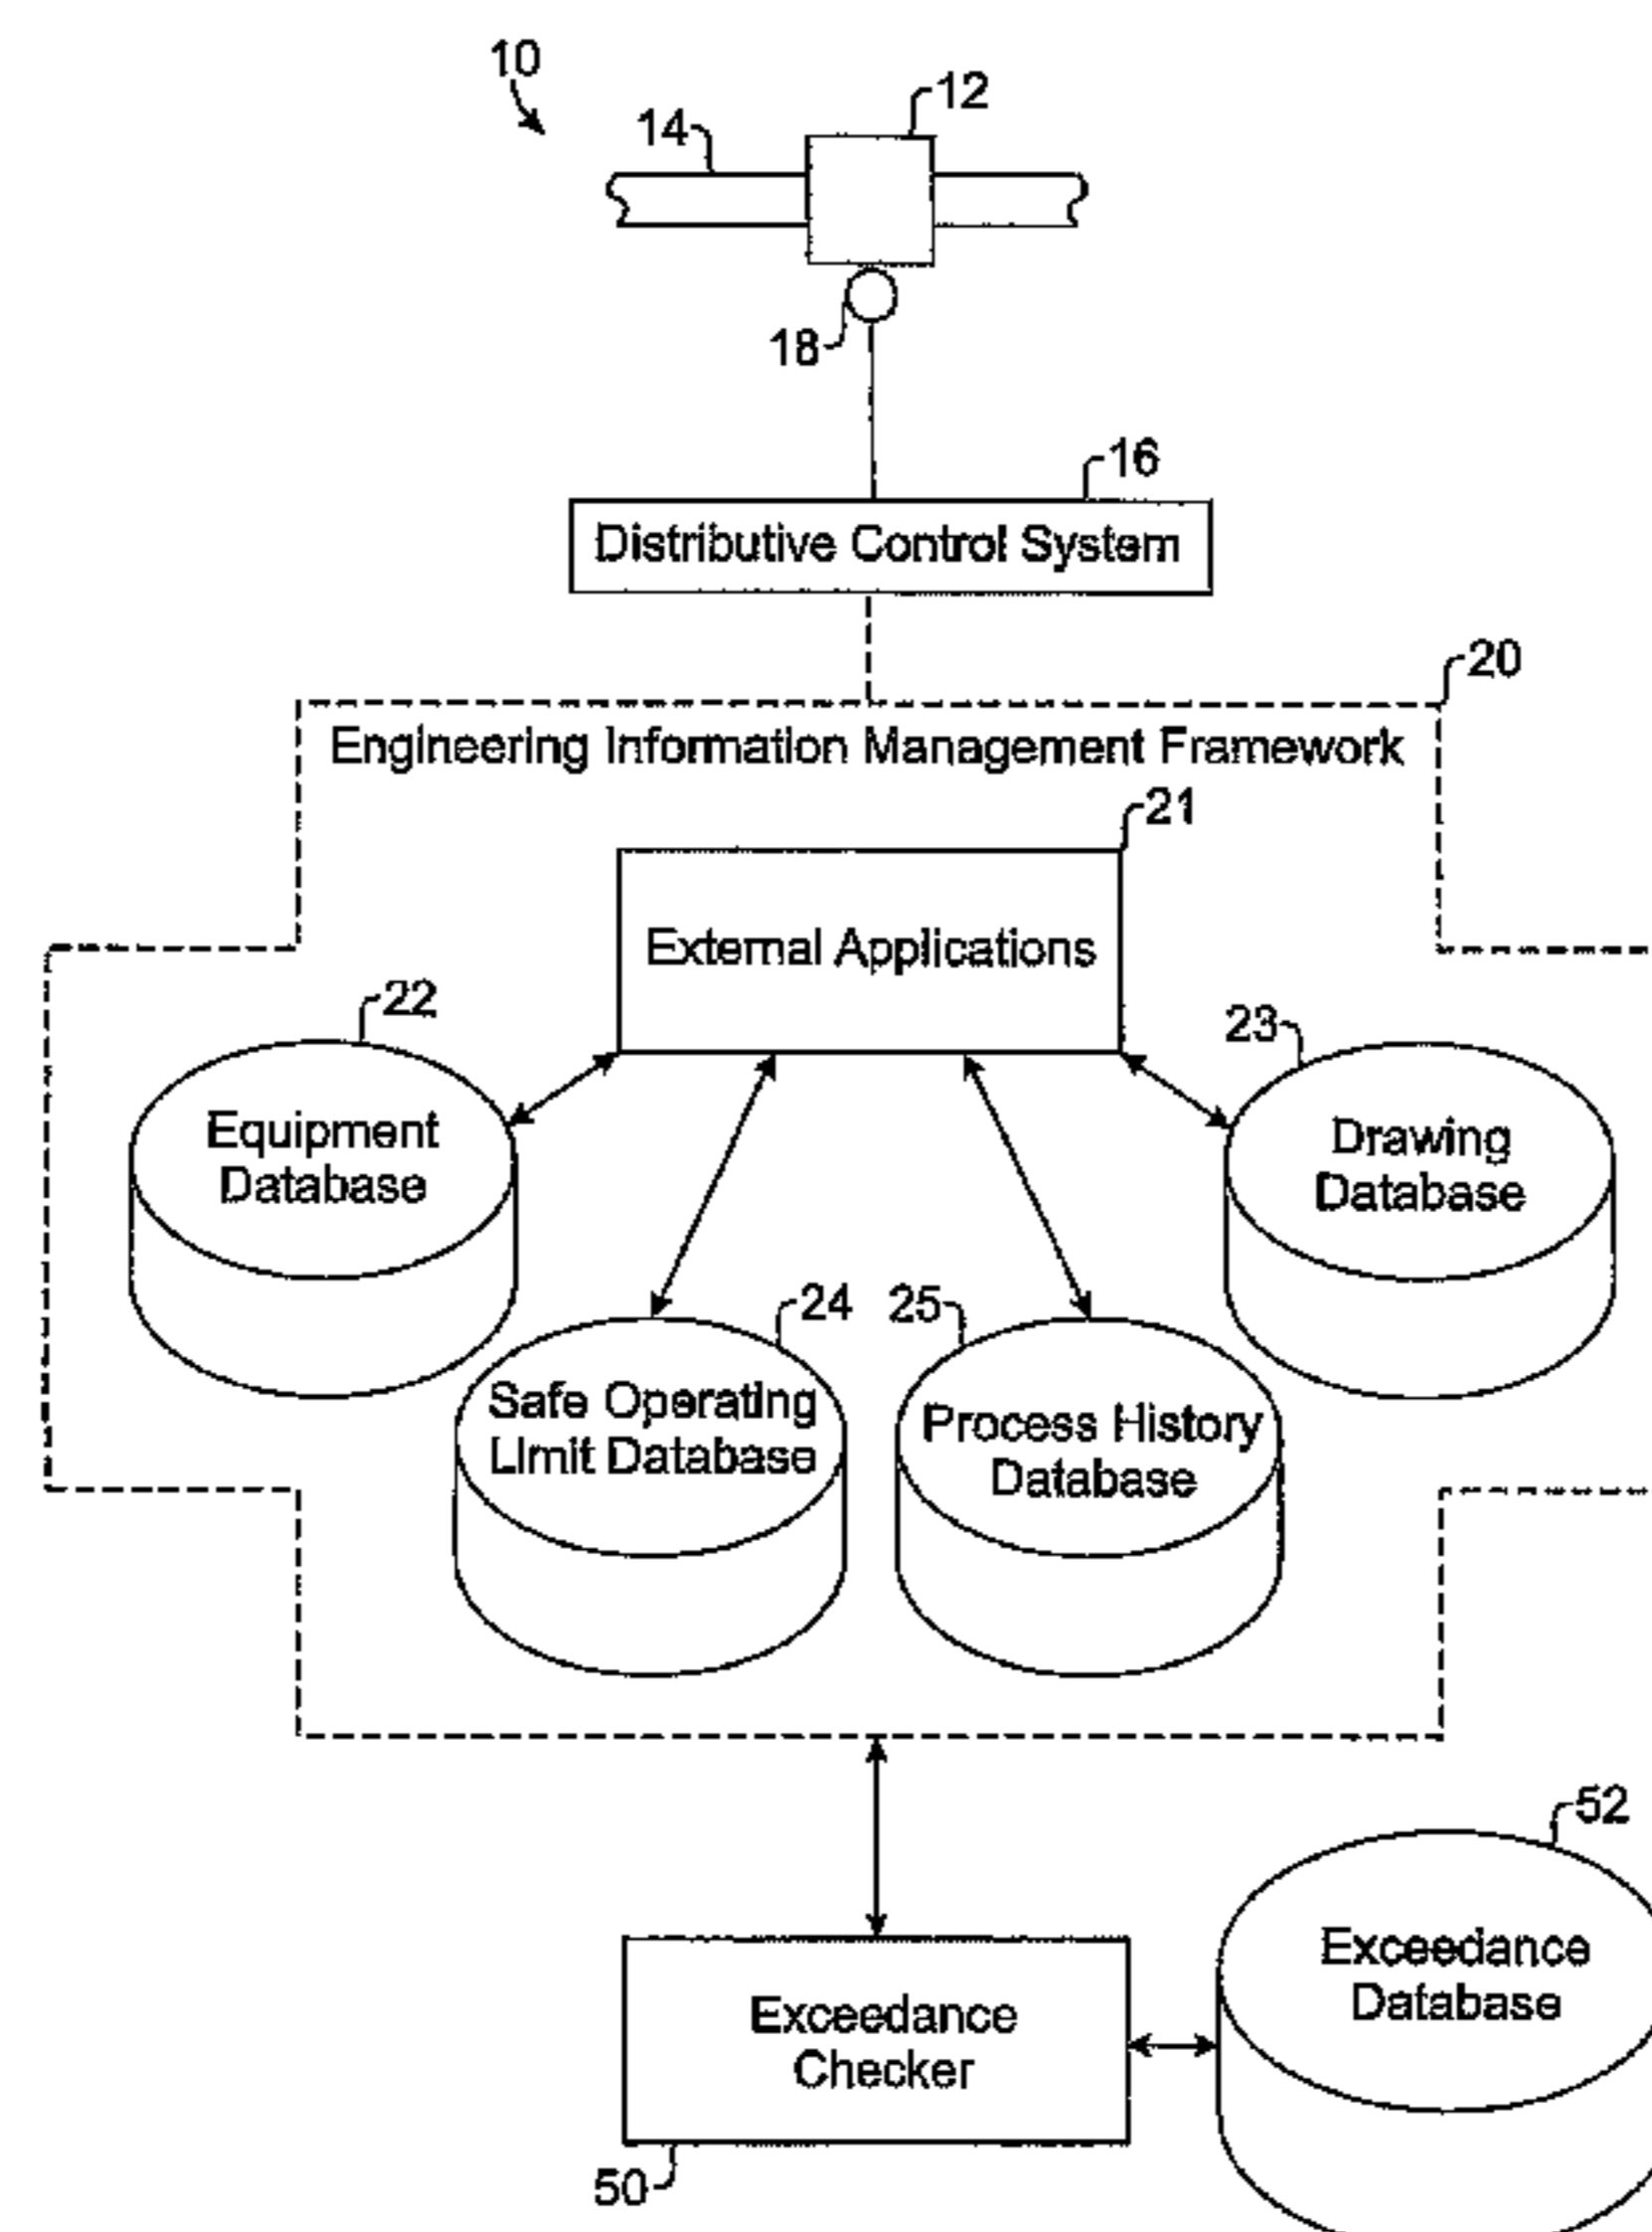 10
12
14
18
16
Distributive Control System
20
Engineering Information Management Framework
21
External Applications
22
23
Equipment
Database
Drawing
Database
24
25
Safe Operating
Limit Database
Process History
Database
52
Exceedance
Database
Exceedance
Checker
50